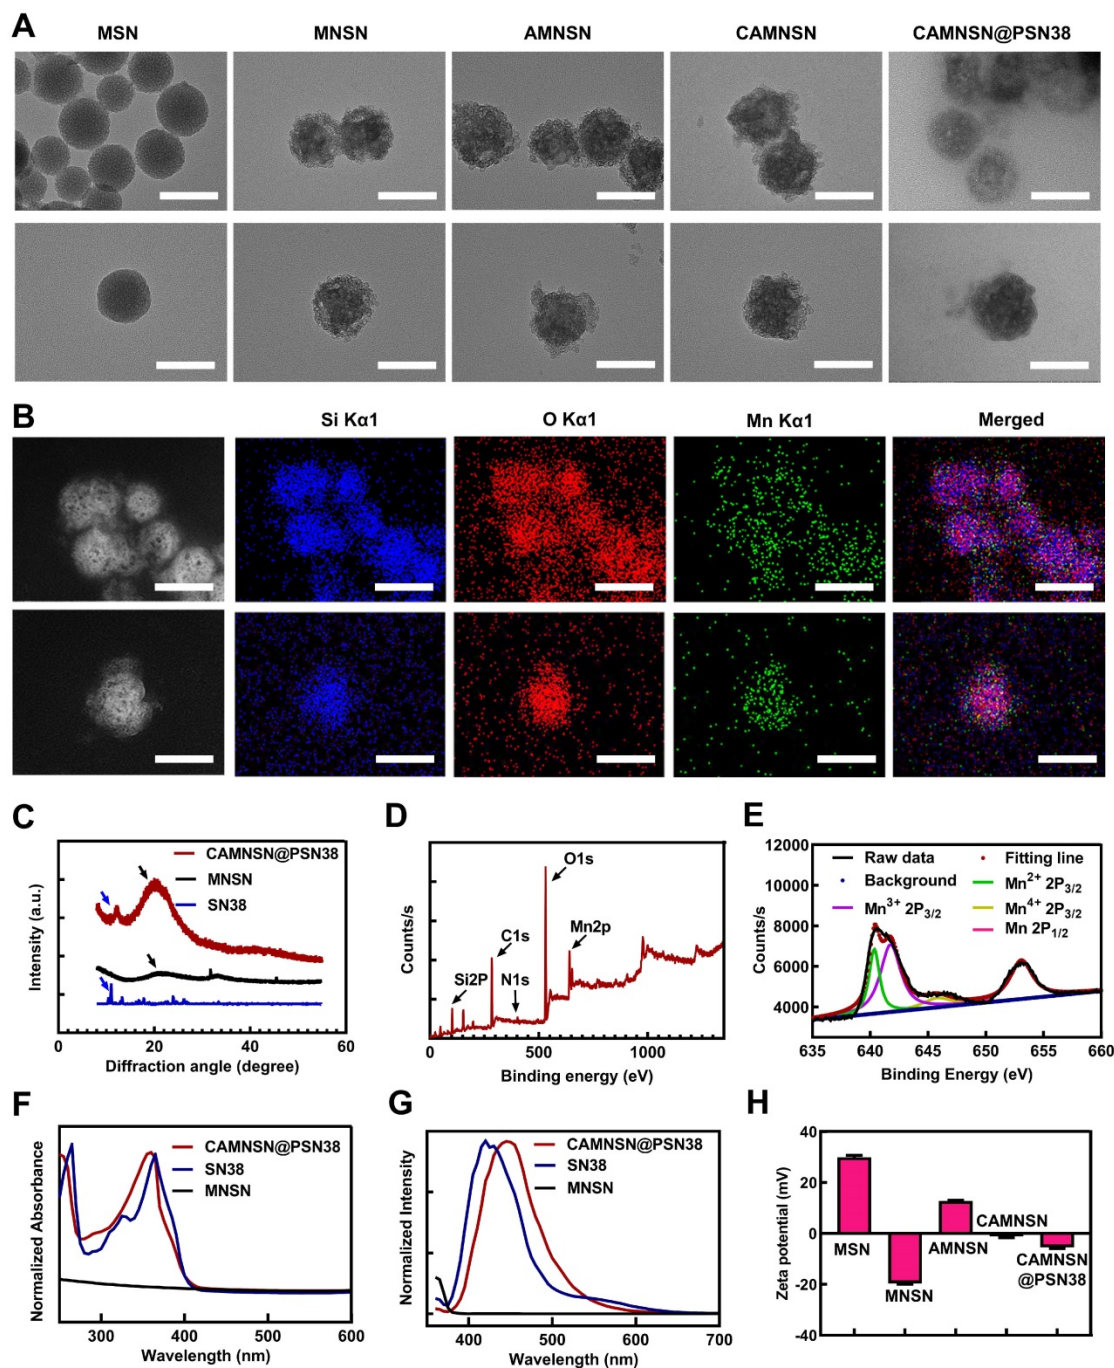 A
MSN MNSN AMNSN CAMNSN CAMNSN@PSN38
B
Si Kα1 O Kα1 Mn Kα1 Merged
C
CAMNSN@PSN38
MNSN
SN38
Intensity (a.u.)
0 20 40 60
Diffraction angle (degree)
D
O1s
C1s
Mn2p
Si2P
N1s
Counts/s
0 500 1000
Binding energy (eV)
E
12000
10000
8000
6000
4000
Raw data
Fitting line
Background
Mn2+ 2P3/2
Mn3+ 2P3/2
Mn4+ 2P3/2
Mn 2P1/2
Counts/s
635 640 645 650 655 660
Binding Energy (eV)
F
CAMNSN@PSN38
SN38
MNSN
Normalized Absorbance
300 400 500 600
Wavelength (nm)
G
CAMNSN@PSN38
SN38
MNSN
Normalized Intensity
400 500 600 700
Wavelength (nm)
H
40
20
0
-20
-40
Zeta potential (mV)
MSN
MNSN
AMNSN
CAMNSN
CAMNSN
@PSN38